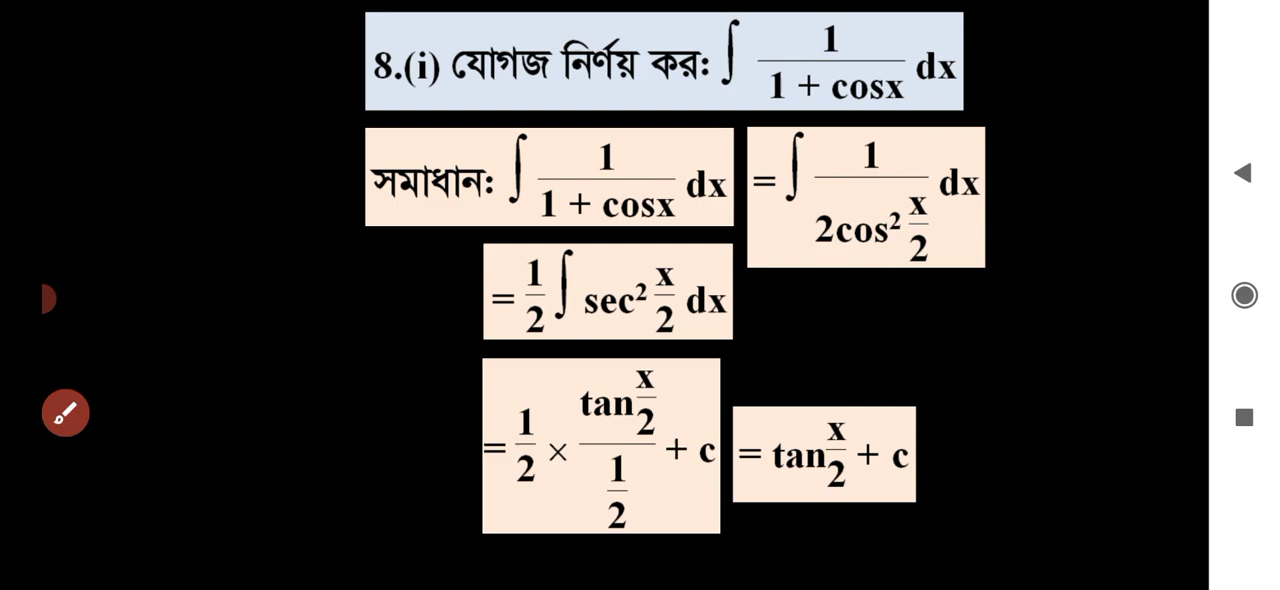 8.(i) যোগজ নির্ণয় কর: ∫ 1/(1 + cosx) dx
সমাধান: ∫ 1/(1 + cosx) dx = ∫ 1/(2cos² x/2) dx
= 1/2 ∫ sec² x/2 dx
= 1/2 × (tan x/2)/(1/2) + c = tan x/2 + c